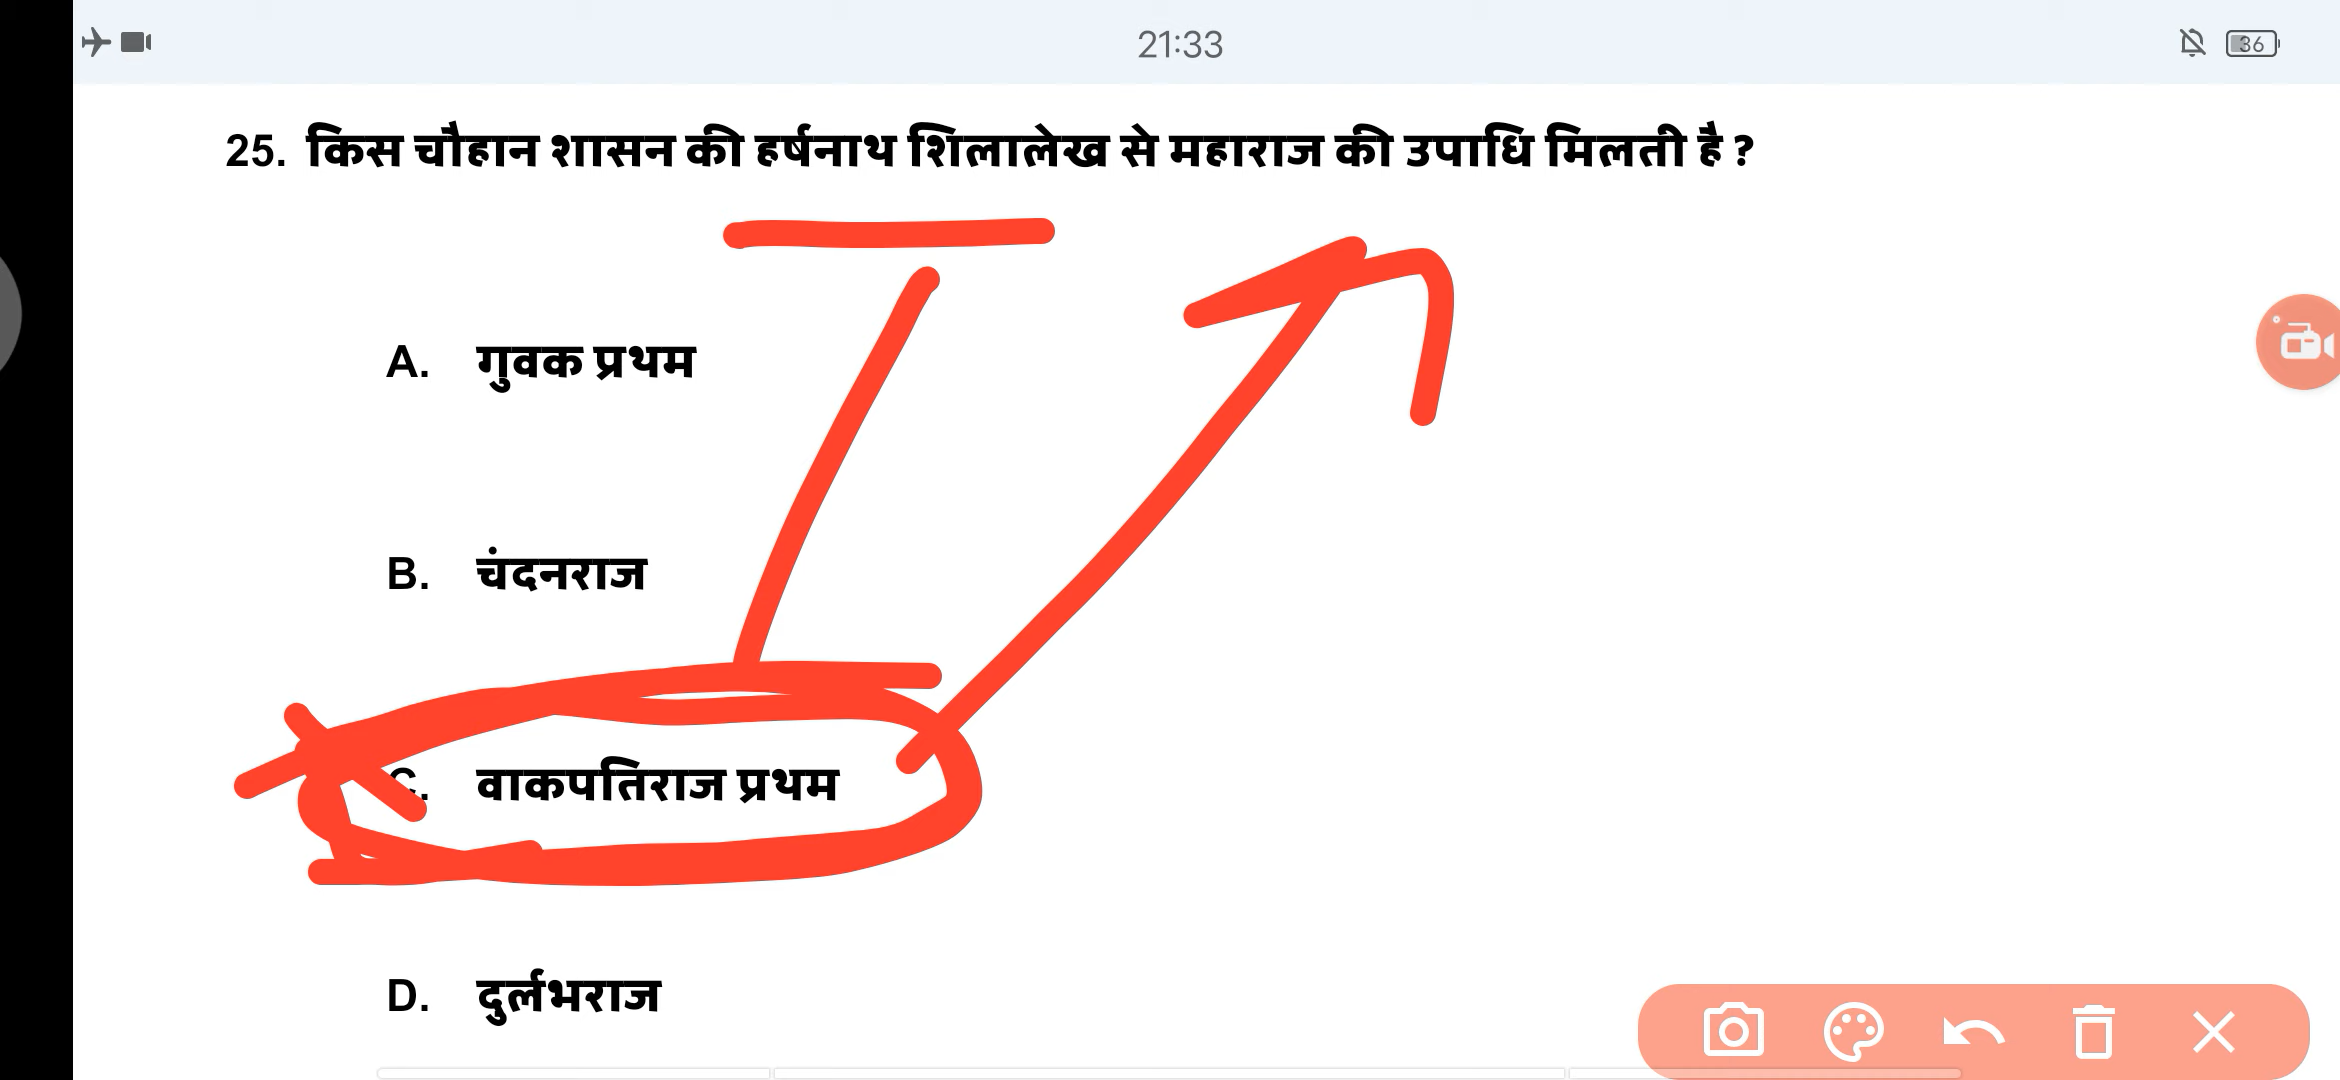 21:33
36
25. किस चौहान शासन की हर्षनाथ शिलालेख से महाराज की उपाधि मिलती है ?
A. गुवक प्रथम
B. चंदनराज
C. वाकपतिराज प्रथम
D. दुर्लभराज